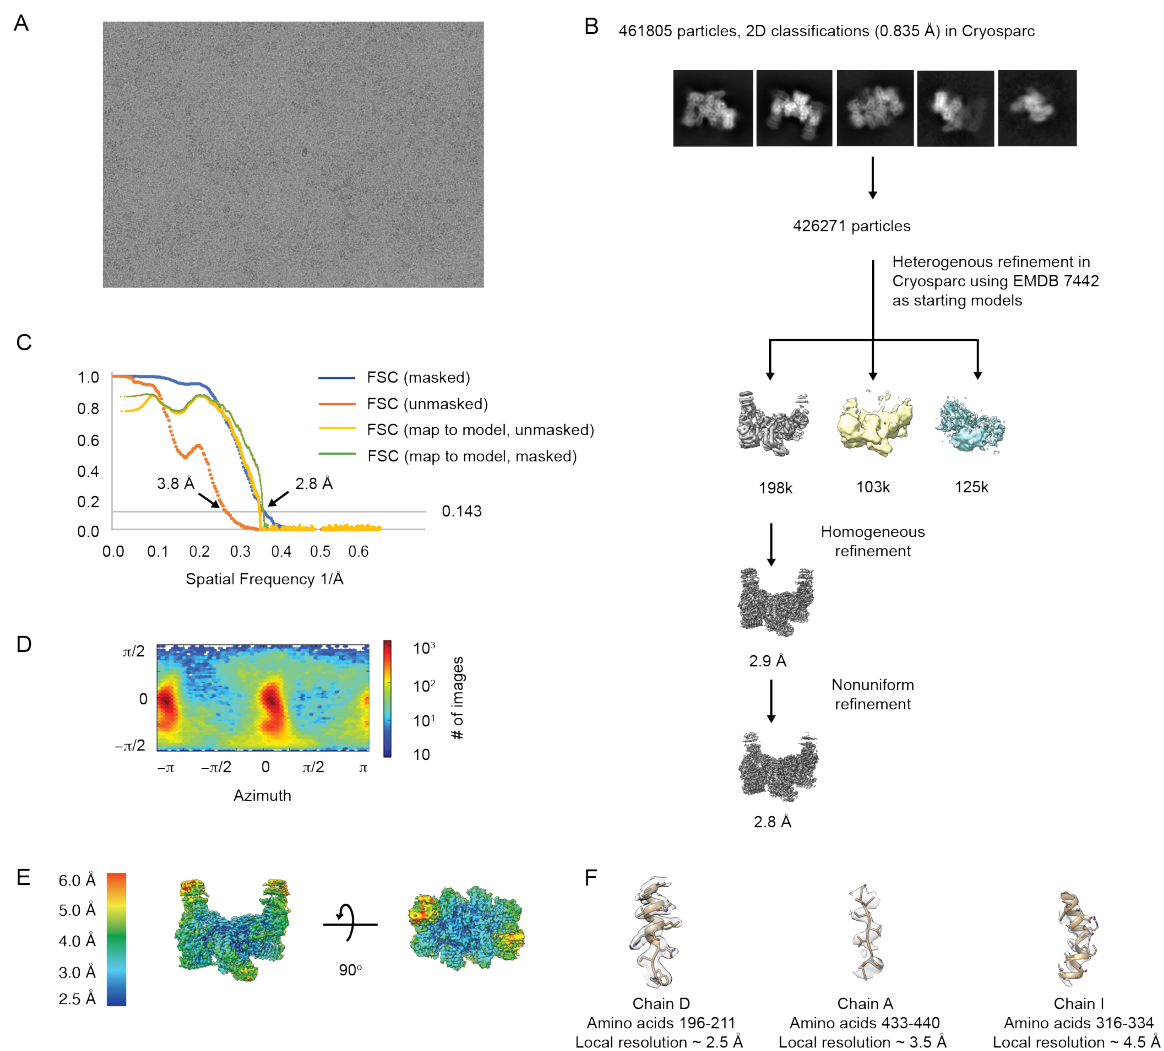 A
B
461805 particles, 2D classifications (0.835 Å) in Cryosparc
426271 particles
Heterogenous refinement in
Cryosparc using EMDB 7442
as starting models
198k
103k
125k
Homogeneous
refinement
2.9 Å
Nonuniform
refinement
2.8 Å
C
1.0
0.8
0.6
0.4
0.2
0.0
0.0 0.1 0.2 0.3 0.4 0.5 0.6
Spatial Frequency 1/Å
FSC (masked)
FSC (unmasked)
FSC (map to model, unmasked)
FSC (map to model, masked)
3.8 Å
2.8 Å
0.143
D
π/2
0
−π/2
−π −π/2 0 π/2 π
Azimuth
10³
10²
10¹
10
# of images
E
6.0 Å
5.0 Å
4.0 Å
3.0 Å
2.5 Å
90°
F
Chain D
Amino acids 196-211
Local resolution ~ 2.5 Å
Chain A
Amino acids 433-440
Local resolution ~ 3.5 Å
Chain I
Amino acids 316-334
Local resolution ~ 4.5 Å